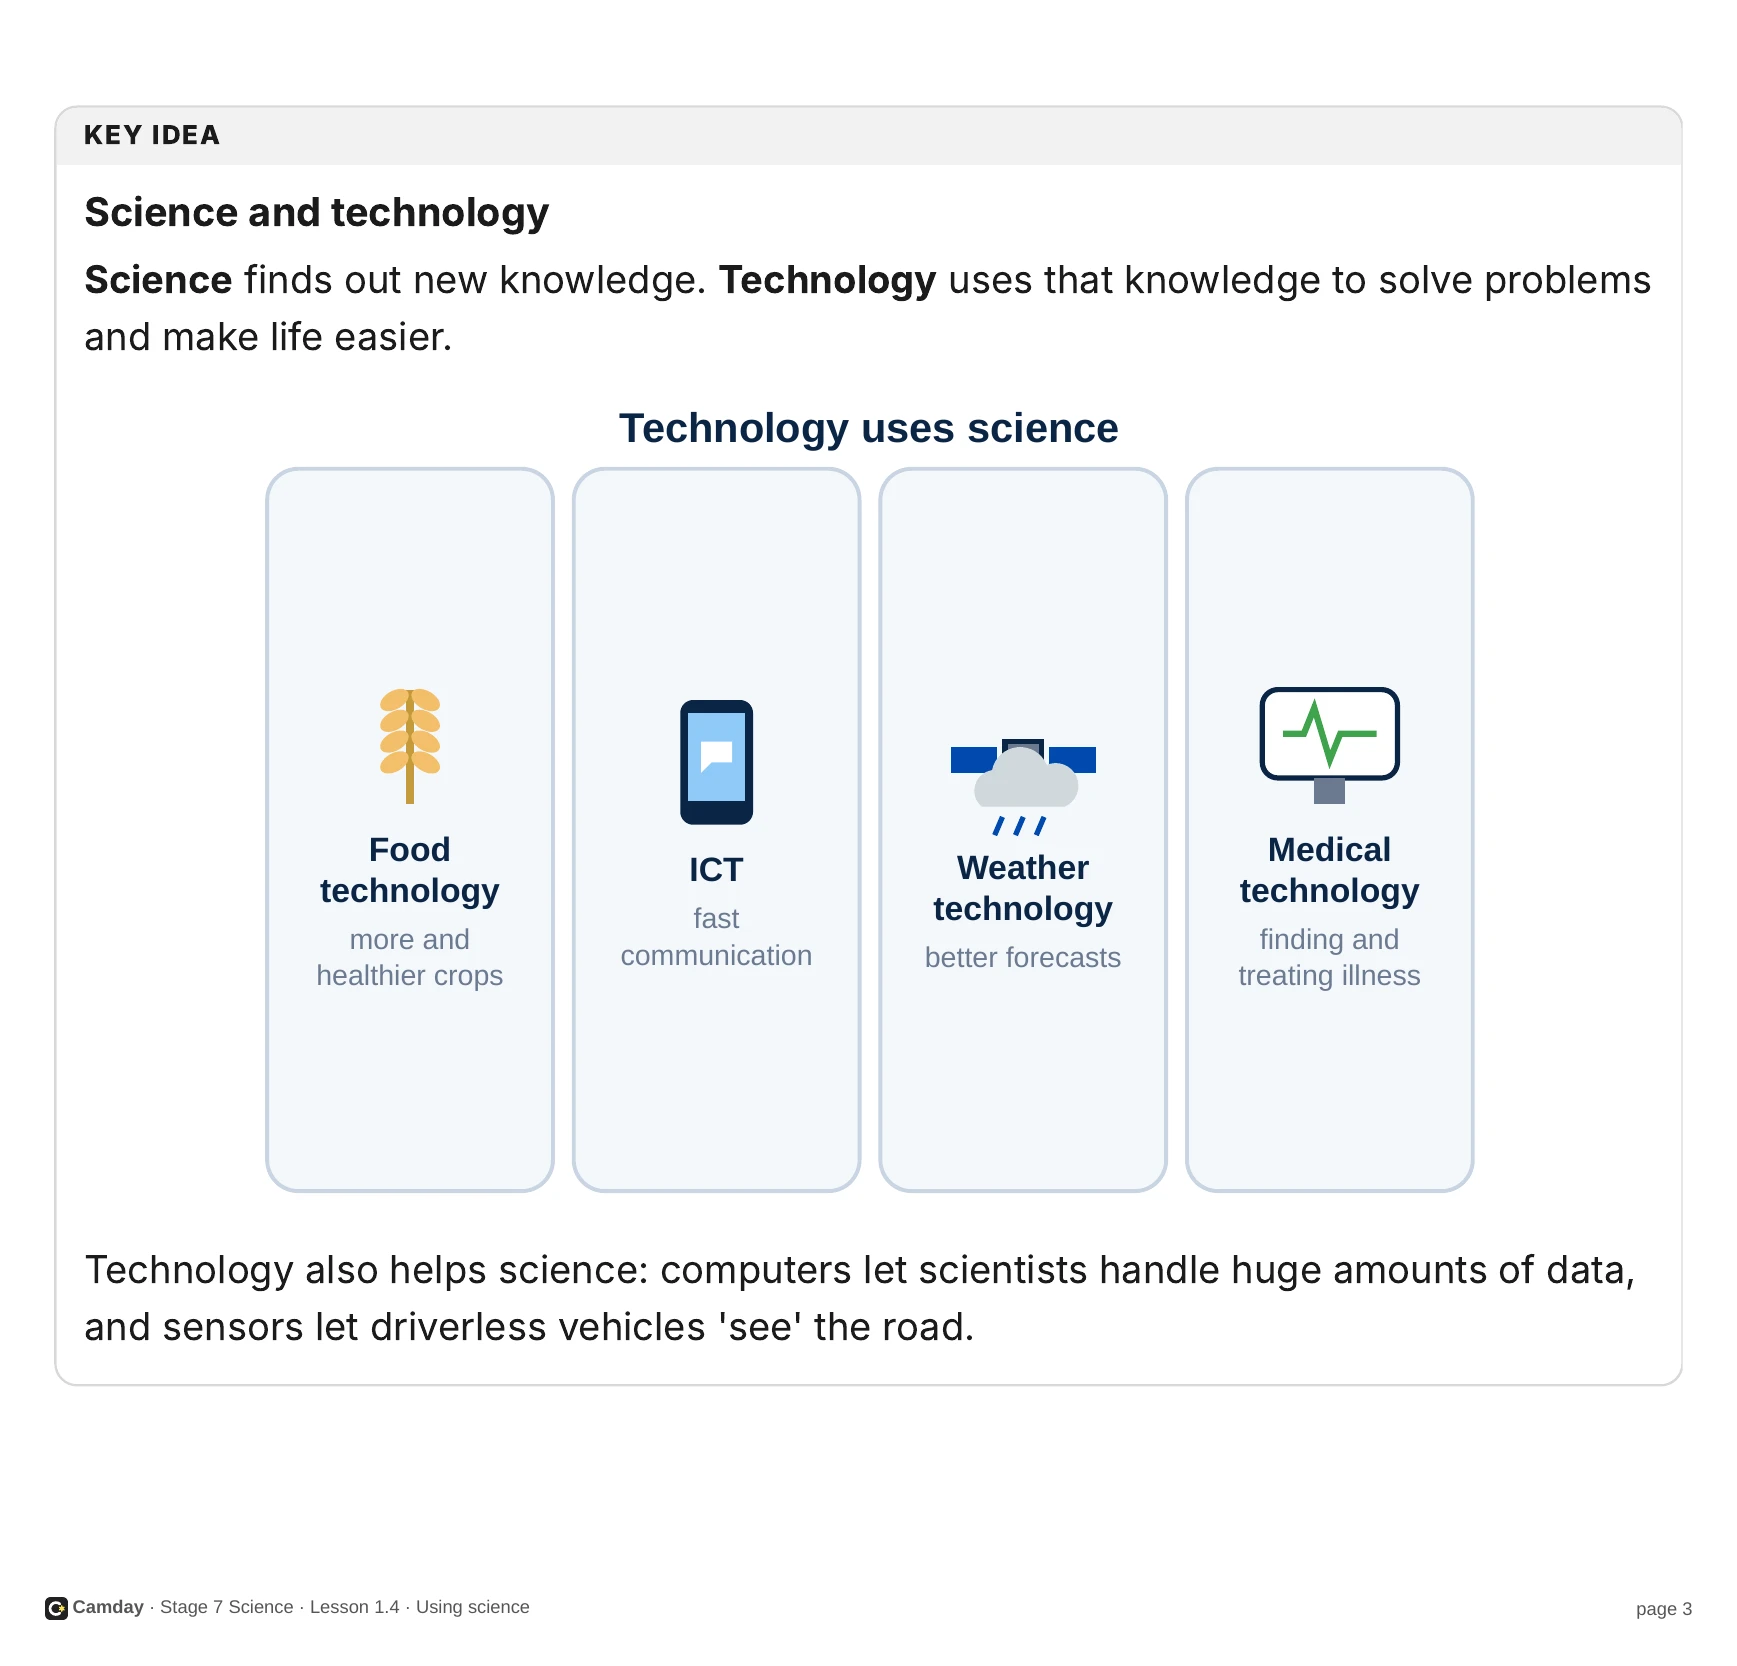 KEY IDEA
Science and technology
Science finds out new knowledge. Technology uses that knowledge to solve problems
and make life easier.
Technology uses science
Food
technology
more and
healthier crops
ICT
fast
communication
Weather
technology
better forecasts
Medical
technology
finding and
treating illness
Technology also helps science: computers let scientists handle huge amounts of data,
and sensors let driverless vehicles 'see' the road.
Camday · Stage 7 Science · Lesson 1.4 · Using science
page 3